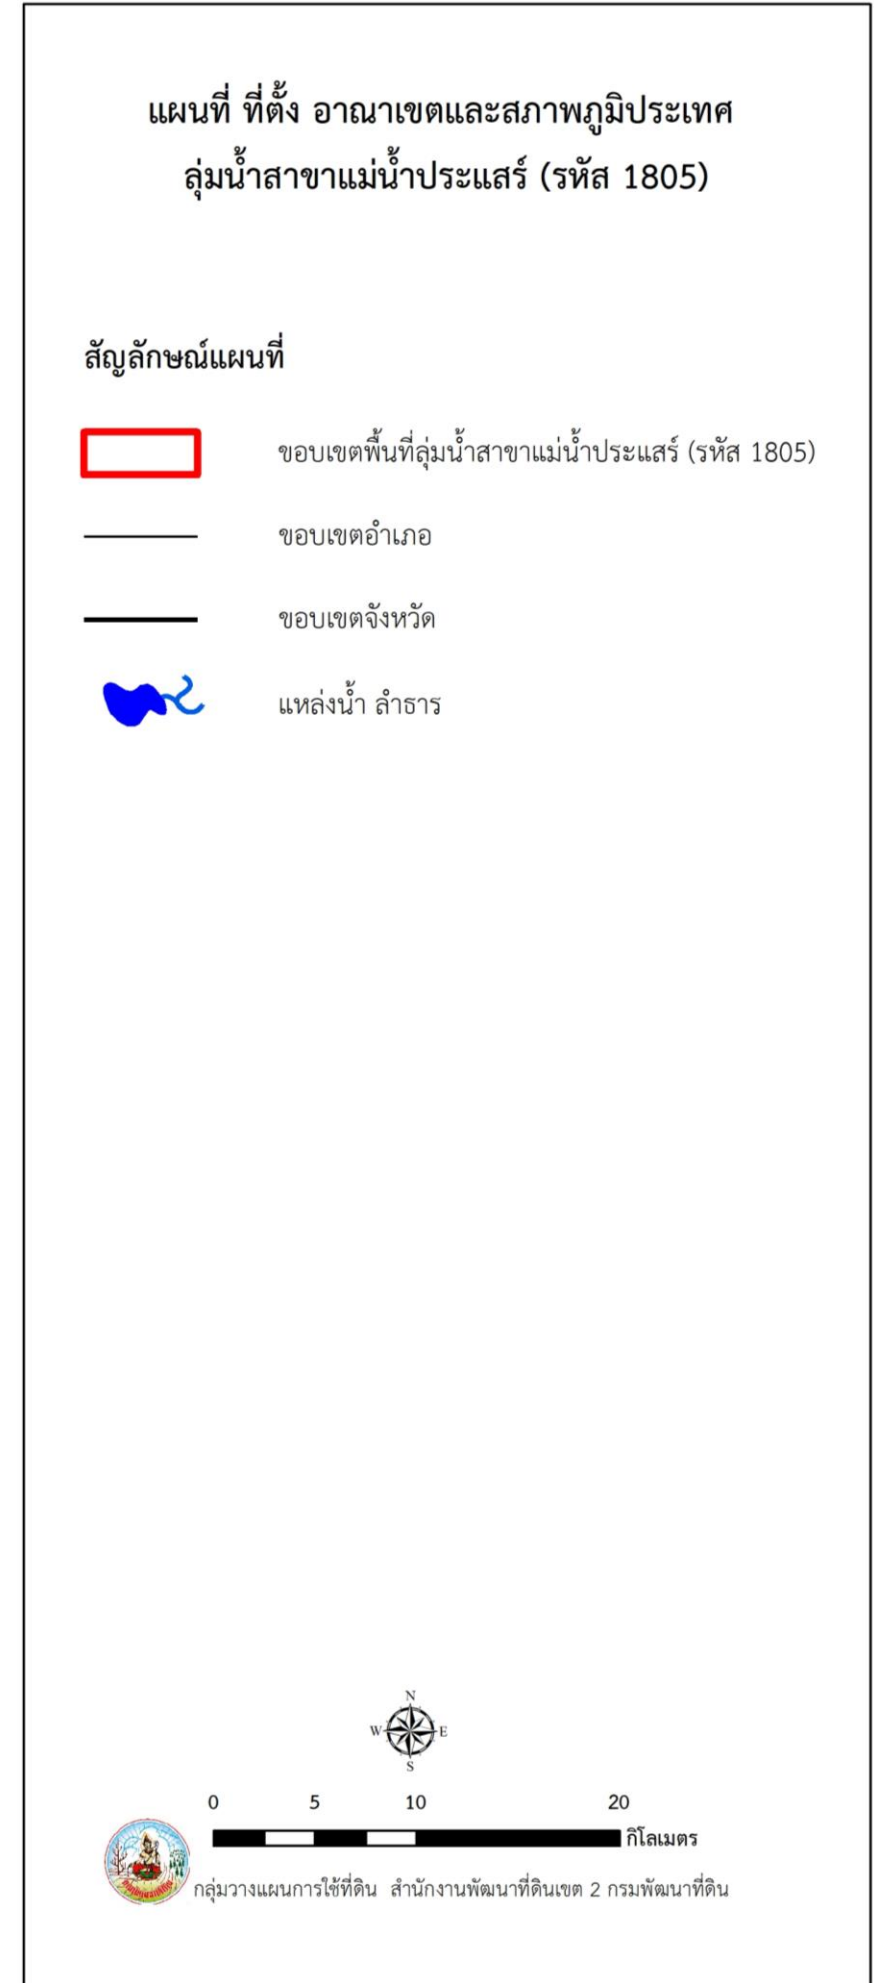 แผนที่ ที่ตั้ง อาณาเขตและสภาพภูมิประเทศ
ลุ่มน้ำสาขาแม่น้ำประแสร์ (รหัส 1805)
สัญลักษณ์แผนที่
ขอบเขตพื้นที่ลุ่มน้ำสาขาแม่น้ำประแสร์ (รหัส 1805)
ขอบเขตอำเภอ
ขอบเขตจังหวัด
แหล่งน้ำ ลำธาร
N
W E
S
0 5 10 20
กิโลเมตร
กลุ่มวางแผนการใช้ที่ดิน สำนักงานพัฒนาที่ดินเขต 2 กรมพัฒนาที่ดิน